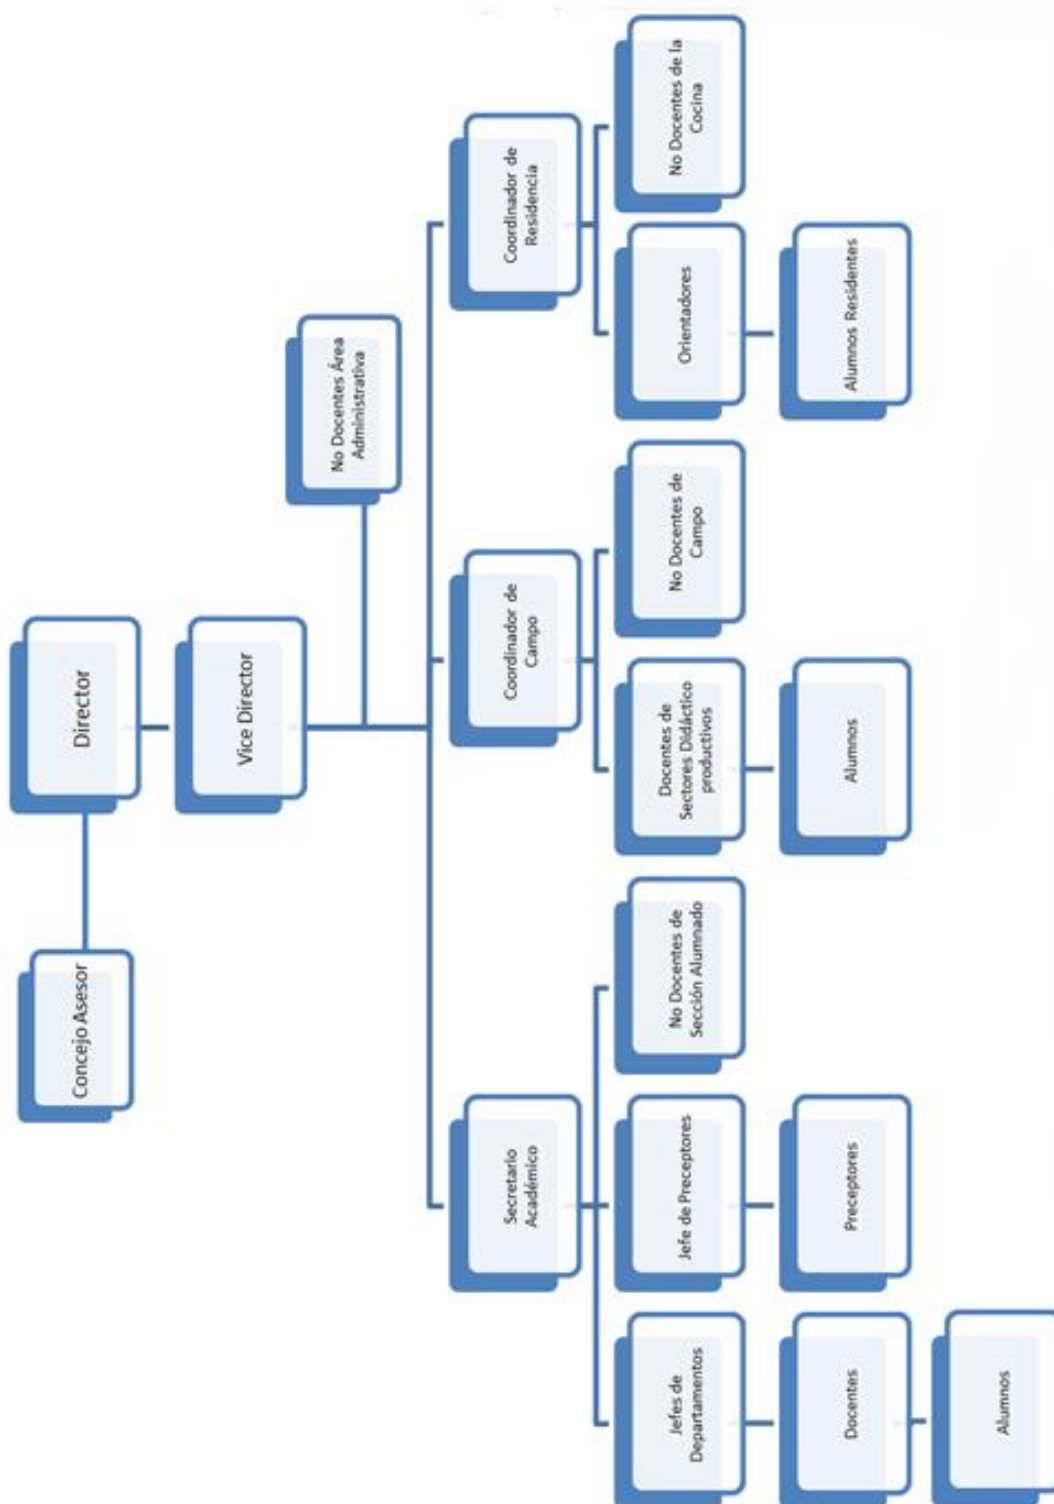 Concejo Asesor
Director
Vice Director
No Docentes Área
Administrativa
Secretario
Académico
Coordinador de
Campo
Coordinador de
Residencia
Jefes de
Departamentos
Jefe de Preceptores
No Docentes de
Sección Alumnado
Docentes de
Sectores Didáctico
productivos
No Docentes de
Campo
Orientadores
No Docentes de la
Cocina
Docentes
Preceptores
Alumnos
Alumnos Residentes
Alumnos